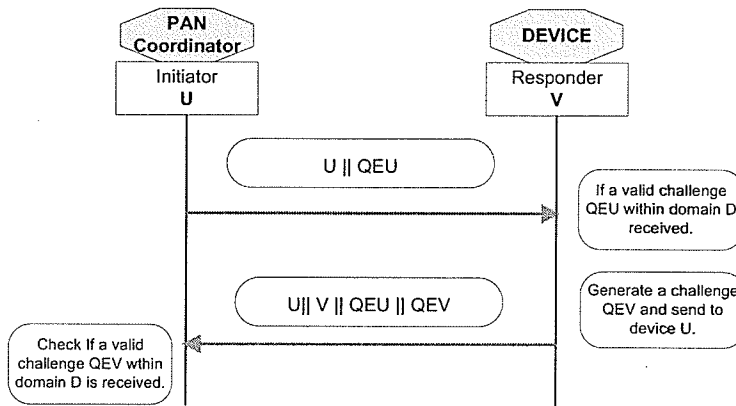 PAN
Coordinator
DEVICE
Initiator
U
Responder
V
U || QEU
If a valid challenge
QEU within domain D
received.
U|| V || QEU || QEV
Generate a challenge
QEV and send to
device U.
Check If a valid
challenge QEV wthin
domain D is received.